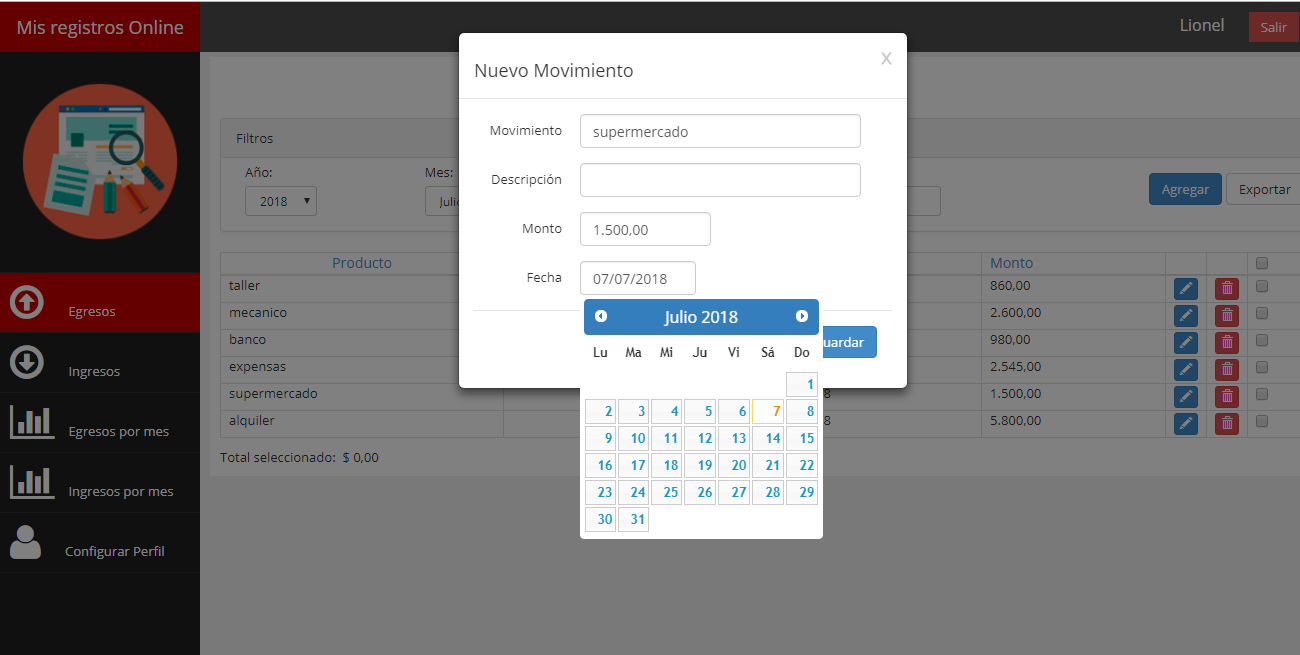 Mis registros Online
Lionel
Salir
Nuevo Movimiento
X
Movimiento
supermercado
Descripción
Monto
1.500,00
Fecha
07/07/2018
Julio 2018
Lu Ma Mi Ju Vi Sá Do
1
2 3 4 5 6 7 8
9 10 11 12 13 14 15
16 17 18 19 20 21 22
23 24 25 26 27 28 29
30 31
uardar
Filtros
Año:
Mes:
2018
Julio
Agregar
Exportar
Producto
Monto
taller
860,00
mecanico
2.600,00
banco
980,00
expensas
2.545,00
supermercado
8
1.500,00
alquiler
8
5.800,00
Total seleccionado: $ 0,00
Egresos
Ingresos
Egresos por mes
Ingresos por mes
Configurar Perfil